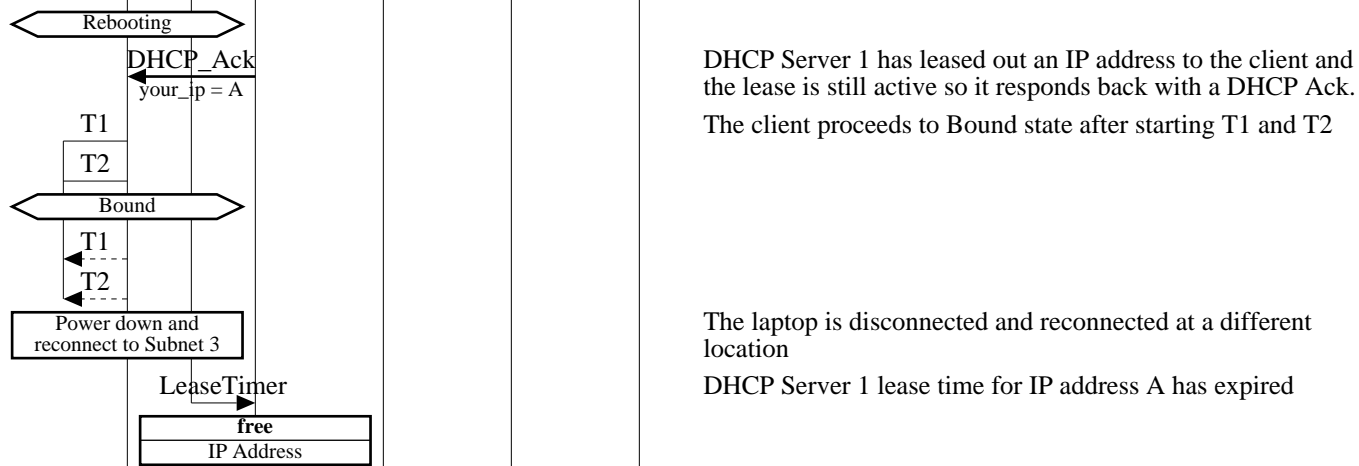 Rebooting
DHCP_Ack
your_ip = A
DHCP Server 1 has leased out an IP address to the client and
the lease is still active so it responds back with a DHCP Ack.
T1
The client proceeds to Bound state after starting T1 and T2
T2
Bound
T1
T2
Power down and
reconnect to Subnet 3
The laptop is disconnected and reconnected at a different
location
LeaseTimer
DHCP Server 1 lease time for IP address A has expired
free
IP Address